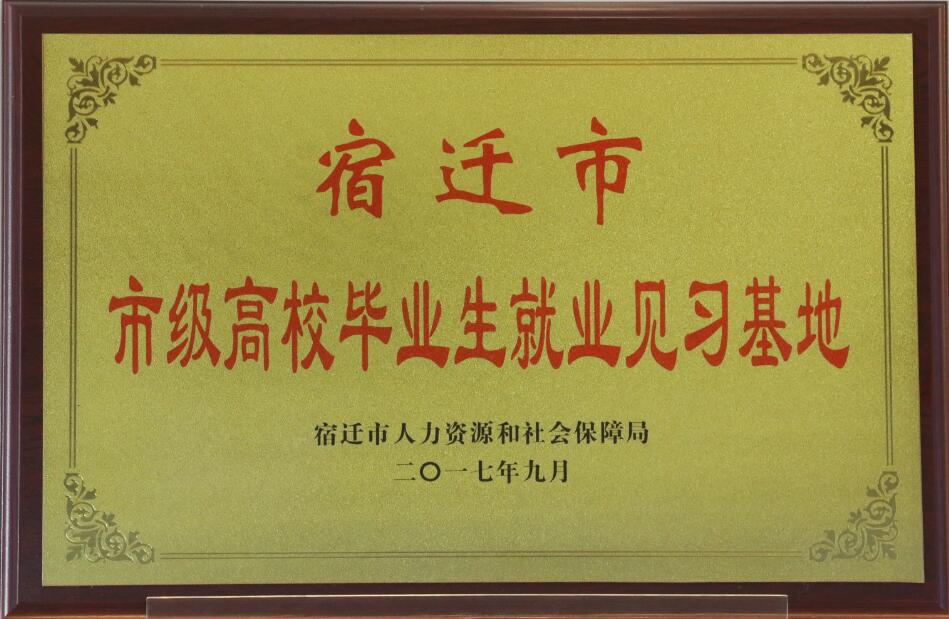 宿迁市
市级高校毕业生就业见习基地
宿迁市人力资源和社会保障局
二〇一七年九月